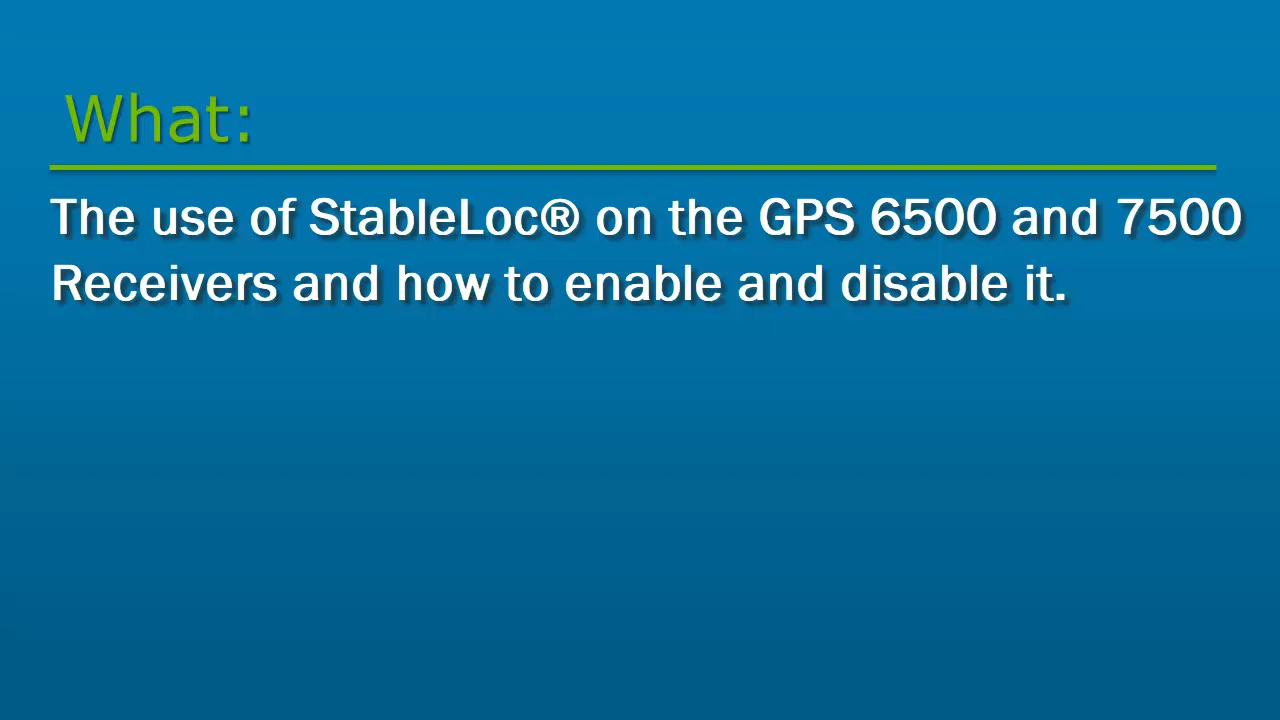 What:
The use of StableLoc® on the GPS 6500 and 7500
Receivers and how to enable and disable it.